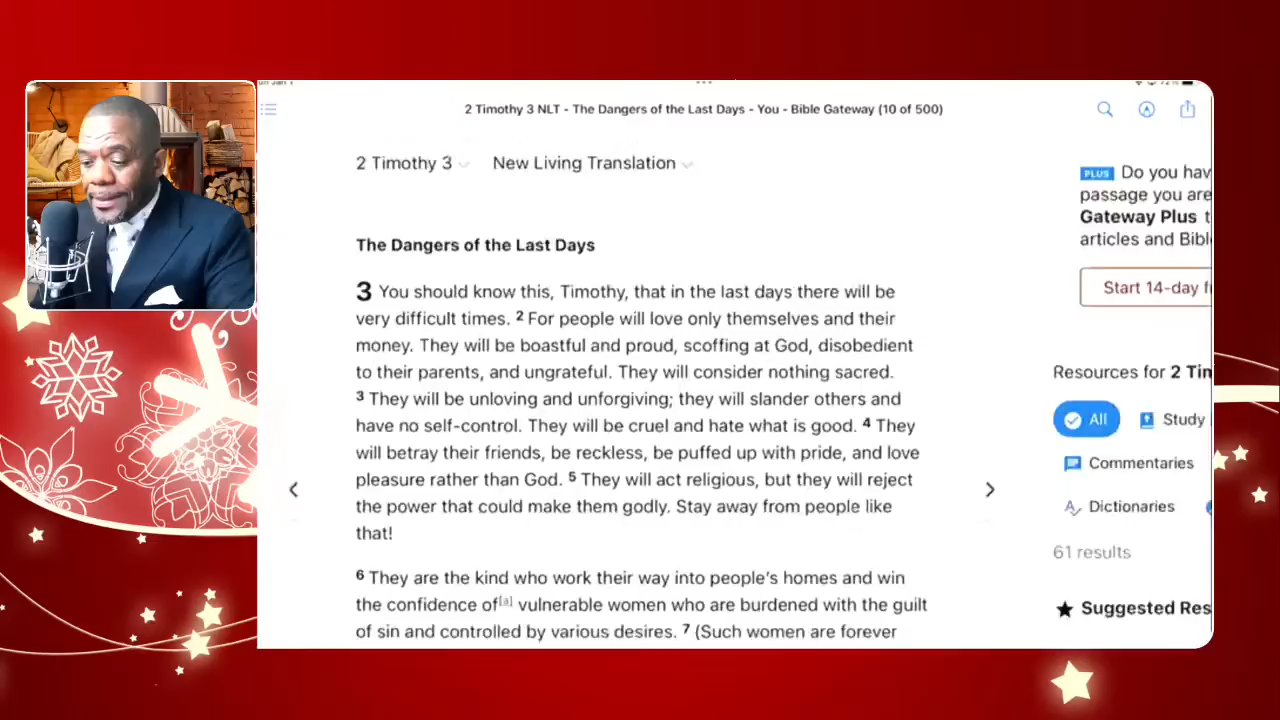 2 Timothy 3 NLT - The Dangers of the Last Days - You - Bible Gateway (10 of 500)
2 Timothy 3 New Living Translation
The Dangers of the Last Days
3 You should know this, Timothy, that in the last days there will be
very difficult times. 2 For people will love only themselves and their
money. They will be boastful and proud, scoffing at God, disobedient
to their parents, and ungrateful. They will consider nothing sacred.
3 They will be unloving and unforgiving; they will slander others and
have no self-control. They will be cruel and hate what is good. 4 They
will betray their friends, be reckless, be puffed up with pride, and love
pleasure rather than God. 5 They will act religious, but they will reject
the power that could make them godly. Stay away from people like
that!
6 They are the kind who work their way into people's homes and win
the confidence of[a] vulnerable women who are burdened with the guilt
of sin and controlled by various desires. 7 (Such women are forever
PLUS Do you hav
passage you are
Gateway Plus t
articles and Bibl
Start 14-day f
Resources for 2 Tin
All Study
Commentaries
Dictionaries
61 results
Suggested Res